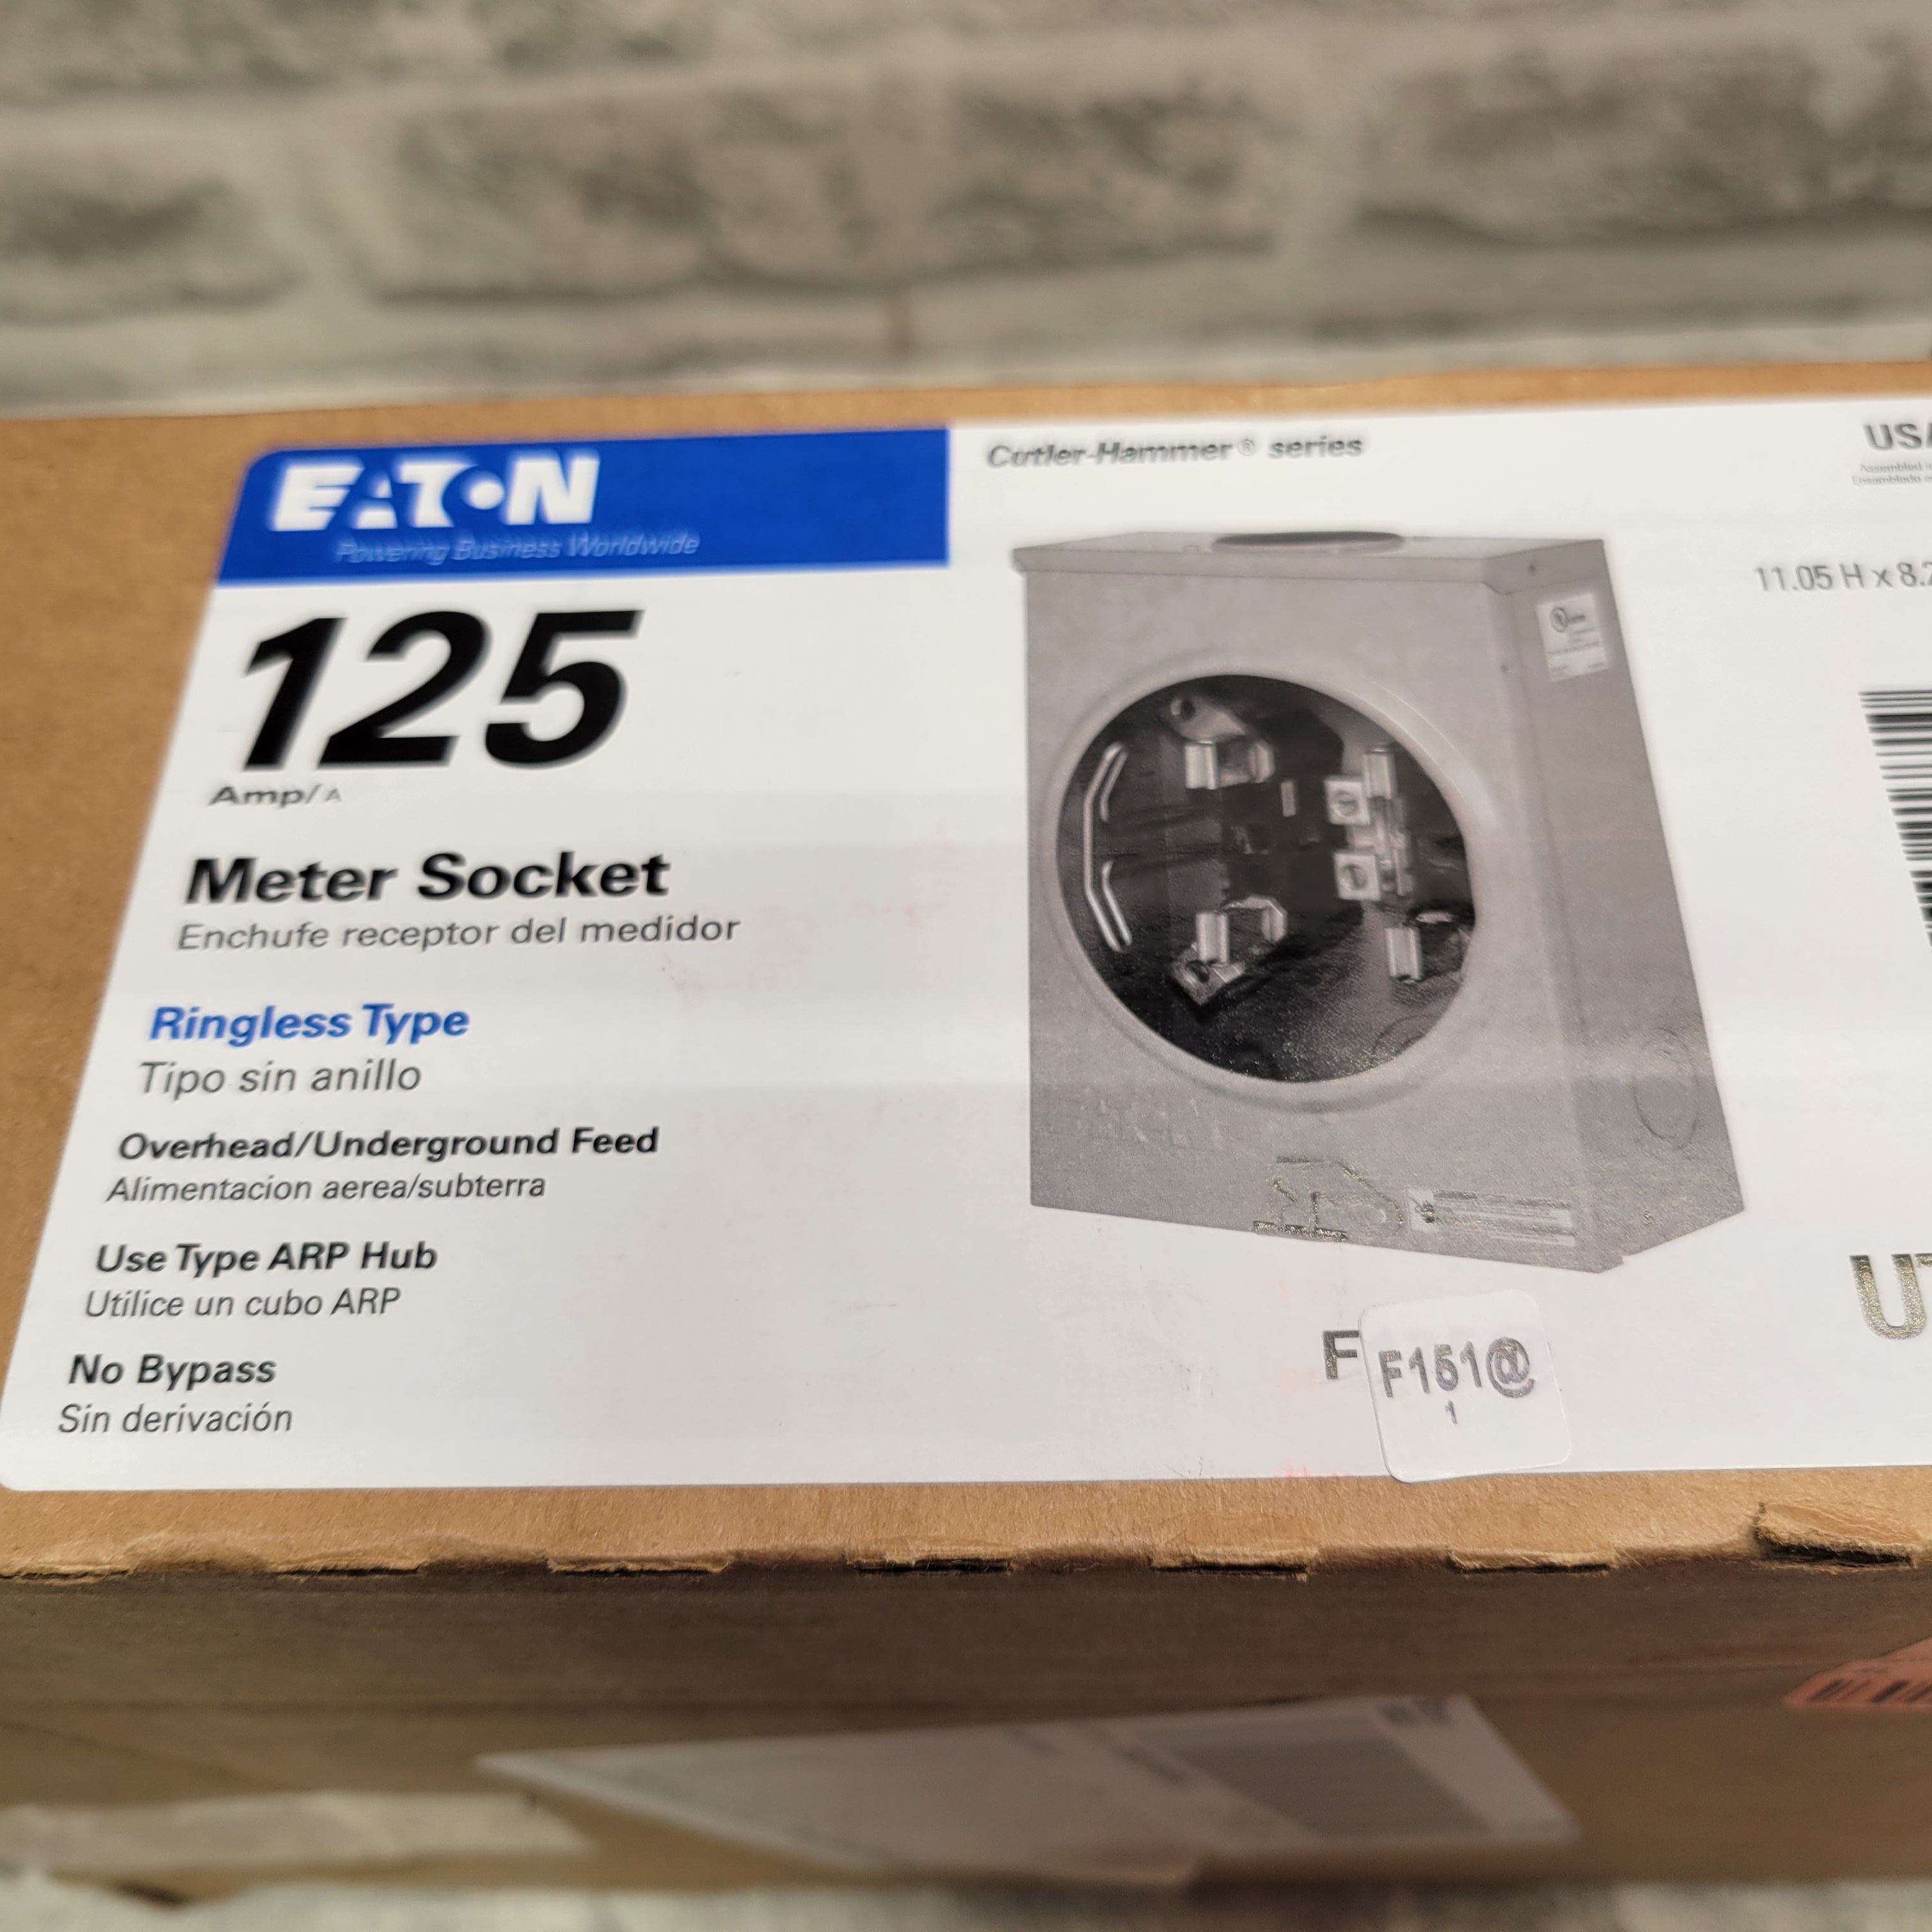 EATON
Powering Business Worldwide
Cutler-Hammer® series
USA
125
Amp/A
11.05 H x 8.2
Meter Socket
Enchufe receptor del medidor
Ringless Type
Tipo sin anillo
Overhead/Underground Feed
Alimentacion aerea/subterra
Use Type ARP Hub
Utilice un cubo ARP
No Bypass
Sin derivación
EATON
F
F151@
1